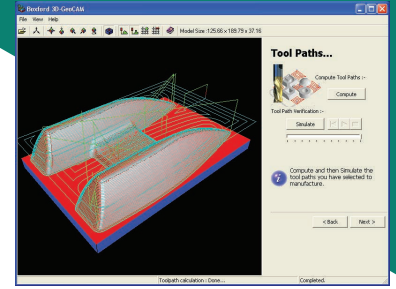 Boxford 3D-GeoCAM
File View Help
Model Size :125.66 x 189.79 x 37.16
Tool Paths...
Compute Tool Paths :-
Compute
Tool Path Verification :-
Simulate
Compute and then Simulate the
tool paths you have selected to
manufacture.
< Back Next >
Toolpath calculation : Done... Completed.